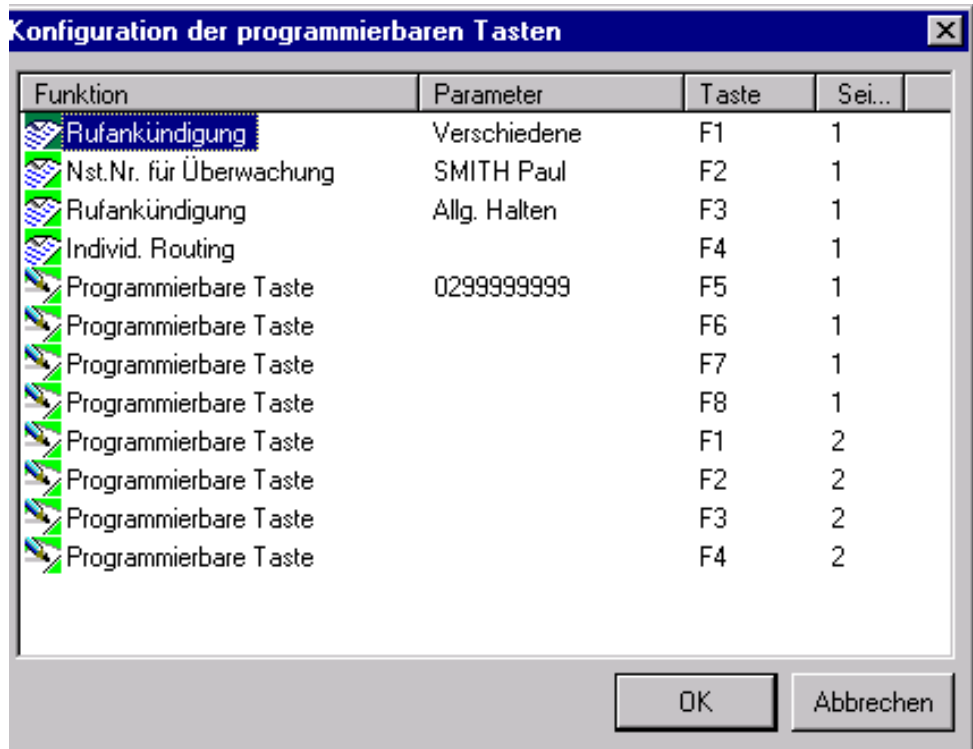 Konfiguration der programmierbaren Tasten
Funktion Parameter Taste Sei...
Rufankündigung Verschiedene F1 1
Nst.Nr. für Überwachung SMITH Paul F2 1
Rufankündigung Allg. Halten F3 1
Individ. Routing F4 1
Programmierbare Taste 0299999999 F5 1
Programmierbare Taste F6 1
Programmierbare Taste F7 1
Programmierbare Taste F8 1
Programmierbare Taste F1 2
Programmierbare Taste F2 2
Programmierbare Taste F3 2
Programmierbare Taste F4 2
OK Abbrechen